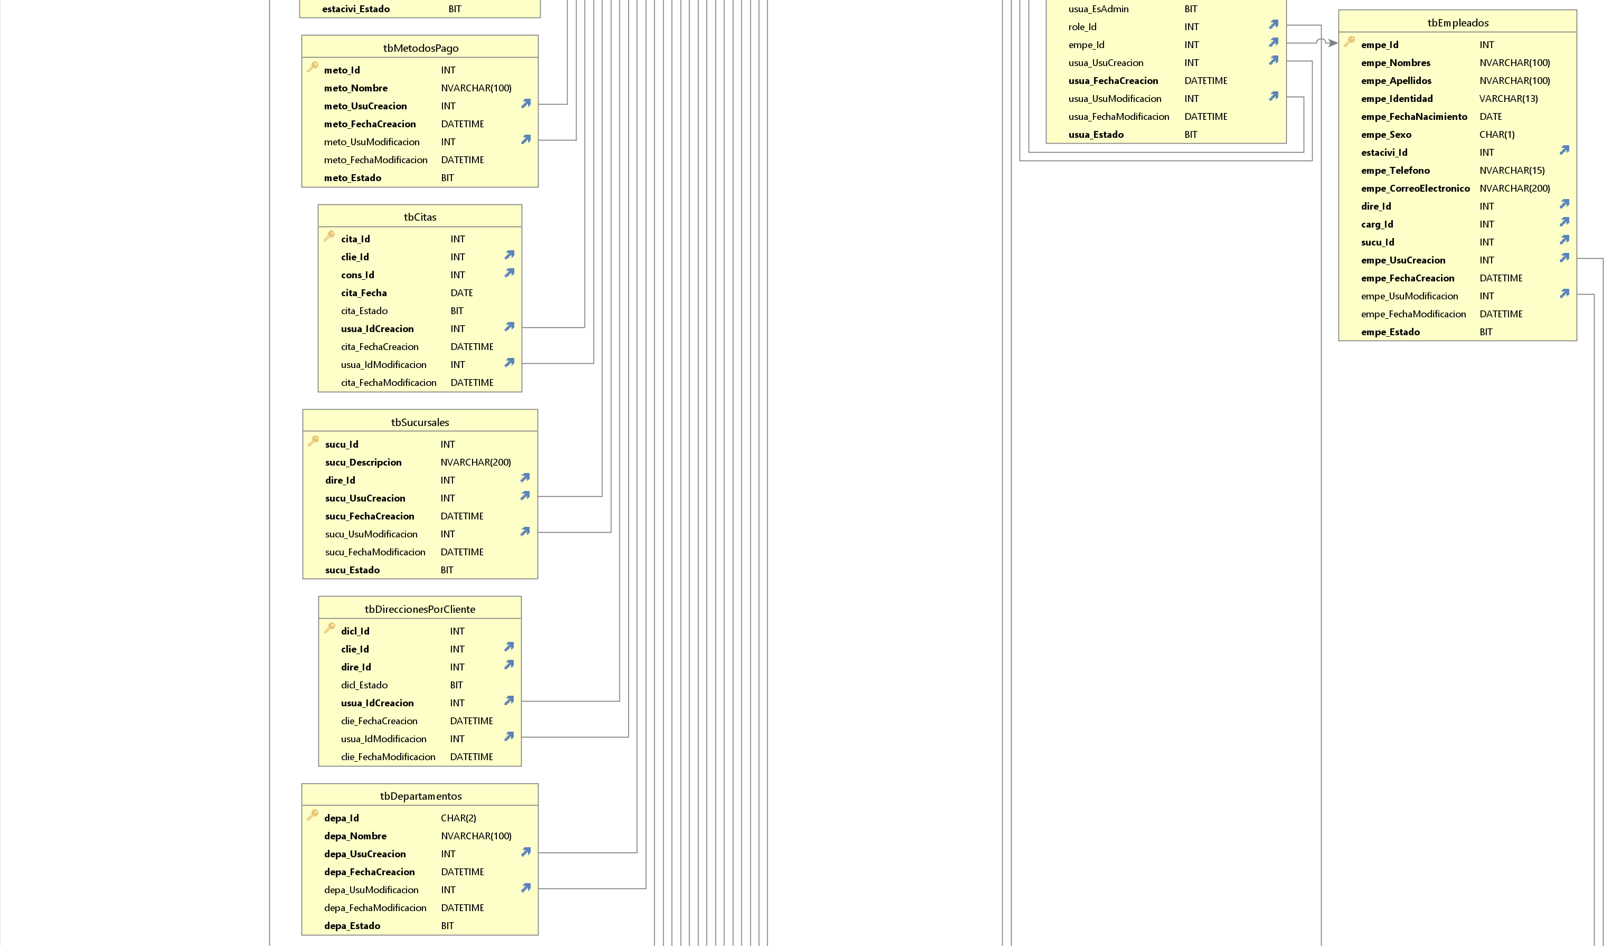 estacivi_Estado BIT
tbMetodosPago
meto_Id INT
meto_Nombre NVARCHAR(100)
meto_UsuCreacion INT
meto_FechaCreacion DATETIME
meto_UsuModificacion INT
meto_FechaModificacion DATETIME
meto_Estado BIT
tbCitas
cita_Id INT
clie_Id INT
cons_Id INT
cita_Fecha DATE
cita_Estado BIT
usua_IdCreacion INT
cita_FechaCreacion DATETIME
usua_IdModificacion INT
cita_FechaModificacion DATETIME
tbSucursales
sucu_Id INT
sucu_Descripcion NVARCHAR(200)
dire_Id INT
sucu_UsuCreacion INT
sucu_FechaCreacion DATETIME
sucu_UsuModificacion INT
sucu_FechaModificacion DATETIME
sucu_Estado BIT
tbDireccionesPorCliente
dicl_Id INT
clie_Id INT
dire_Id INT
dicl_Estado BIT
usua_IdCreacion INT
clie_FechaCreacion DATETIME
usua_IdModificacion INT
clie_FechaModificacion DATETIME
tbDepartamentos
depa_Id CHAR(2)
depa_Nombre NVARCHAR(100)
depa_UsuCreacion INT
depa_FechaCreacion DATETIME
depa_UsuModificacion INT
depa_FechaModificacion DATETIME
depa_Estado BIT
usua_EsAdmin BIT
role_Id INT
empe_Id INT
usua_UsuCreacion INT
usua_FechaCreacion DATETIME
usua_UsuModificacion INT
usua_FechaModificacion DATETIME
usua_Estado BIT
tbEmpleados
empe_Id INT
empe_Nombres NVARCHAR(100)
empe_Apellidos NVARCHAR(100)
empe_Identidad VARCHAR(13)
empe_FechaNacimiento DATE
empe_Sexo CHAR(1)
estacivi_Id INT
empe_Telefono NVARCHAR(15)
empe_CorreoElectronico NVARCHAR(200)
dire_Id INT
carg_Id INT
sucu_Id INT
empe_UsuCreacion INT
empe_FechaCreacion DATETIME
empe_UsuModificacion INT
empe_FechaModificacion DATETIME
empe_Estado BIT